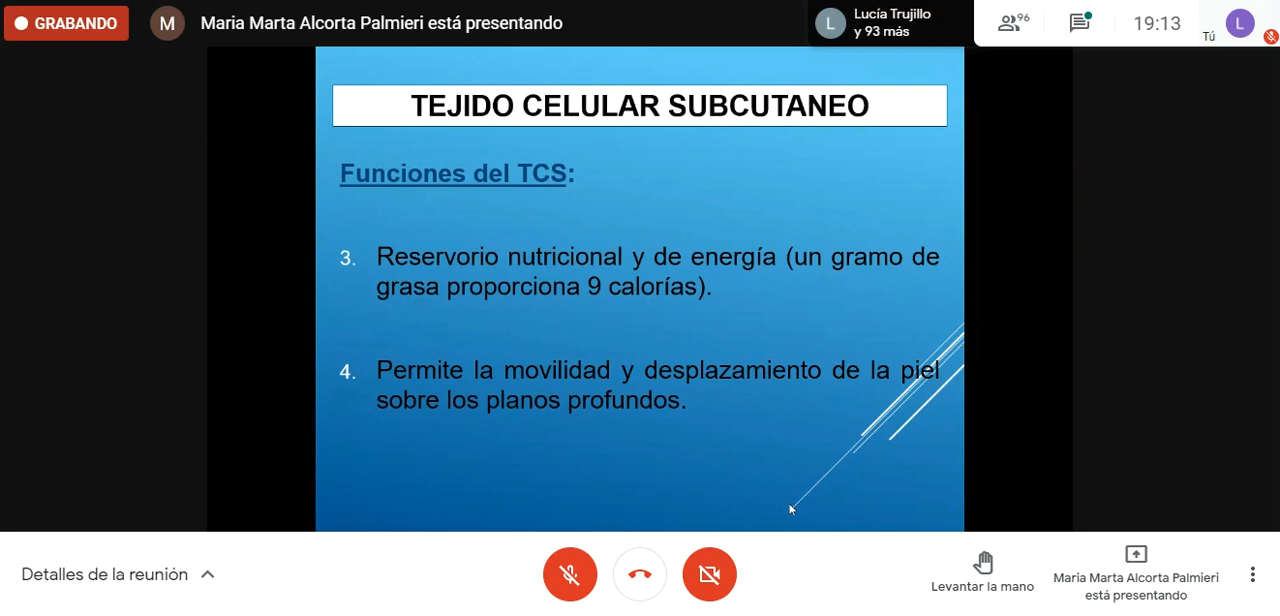 GRABANDO
M
Maria Marta Alcorta Palmieri está presentando
L
Lucía Trujillo
y 93 más
96
19:13
Tú
L
TEJIDO CELULAR SUBCUTANEO
Funciones del TCS:
3. Reservorio nutricional y de energía (un gramo de
grasa proporciona 9 calorías).
4. Permite la movilidad y desplazamiento de la piel
sobre los planos profundos.
Detalles de la reunión
Levantar la mano
Maria Marta Alcorta Palmieri
está presentando